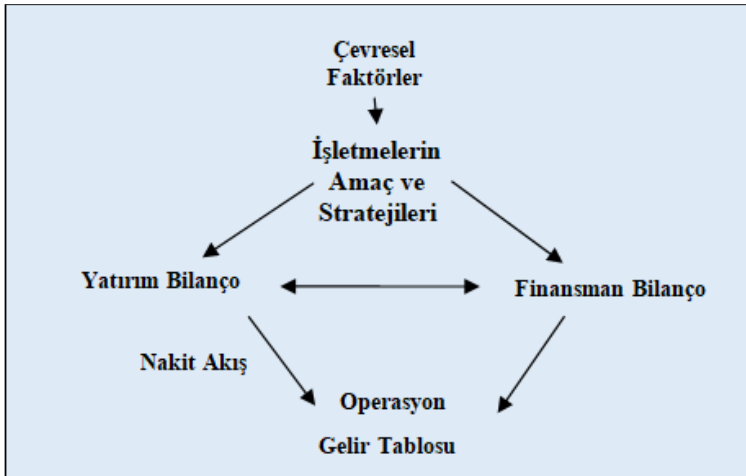 Çevresel
Faktörler
İşletmelerin
Amaç ve
Stratejileri
Yatırım Bilanço
Finansman Bilanço
Nakit Akış
Operasyon
Gelir Tablosu